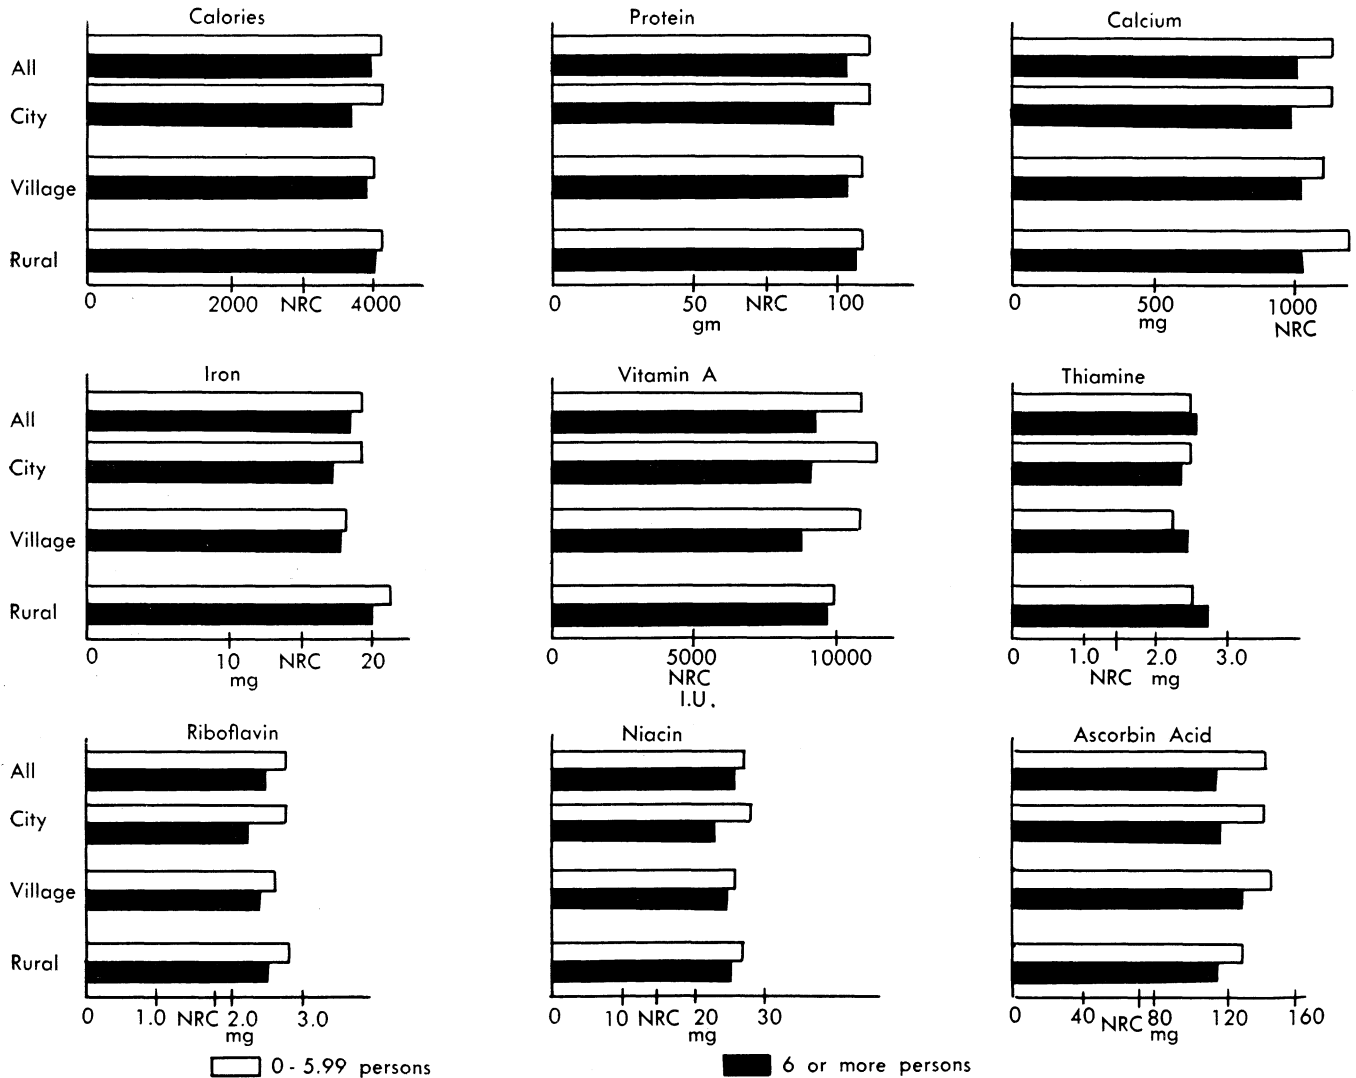 Calories Protein Calcium
All
City
Village
Rural
0 2000 NRC 4000
0 50 NRC 100
gm
0 500 1000
mg NRC
Iron Vitamin A Thiamine
All
City
Village
Rural
0 10 NRC 20
mg
0 5000 10000
NRC
I.U.
0 1.0 2.0 3.0
NRC mg
Riboflavin Niacin Ascorbin Acid
All
City
Village
Rural
0 1.0 NRC 2.0 3.0
mg
0 10 NRC 20 30
mg
0 40 NRC 80 120 160
mg
0 - 5.99 persons 6 or more persons